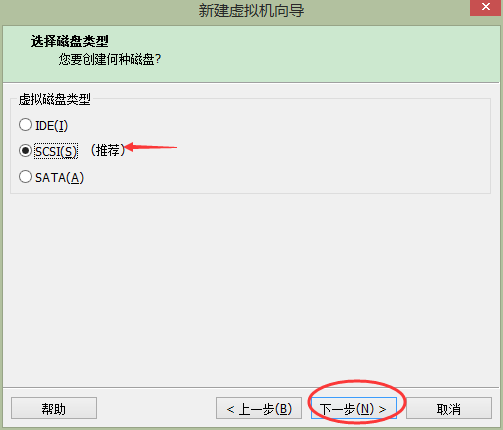 新建虚拟机向导
选择磁盘类型
您要创建何种磁盘?
虚拟磁盘类型
IDE(I)
SCSI(S) (推荐)
SATA(A)
帮助 < 上一步(B) 下一步(N) > 取消